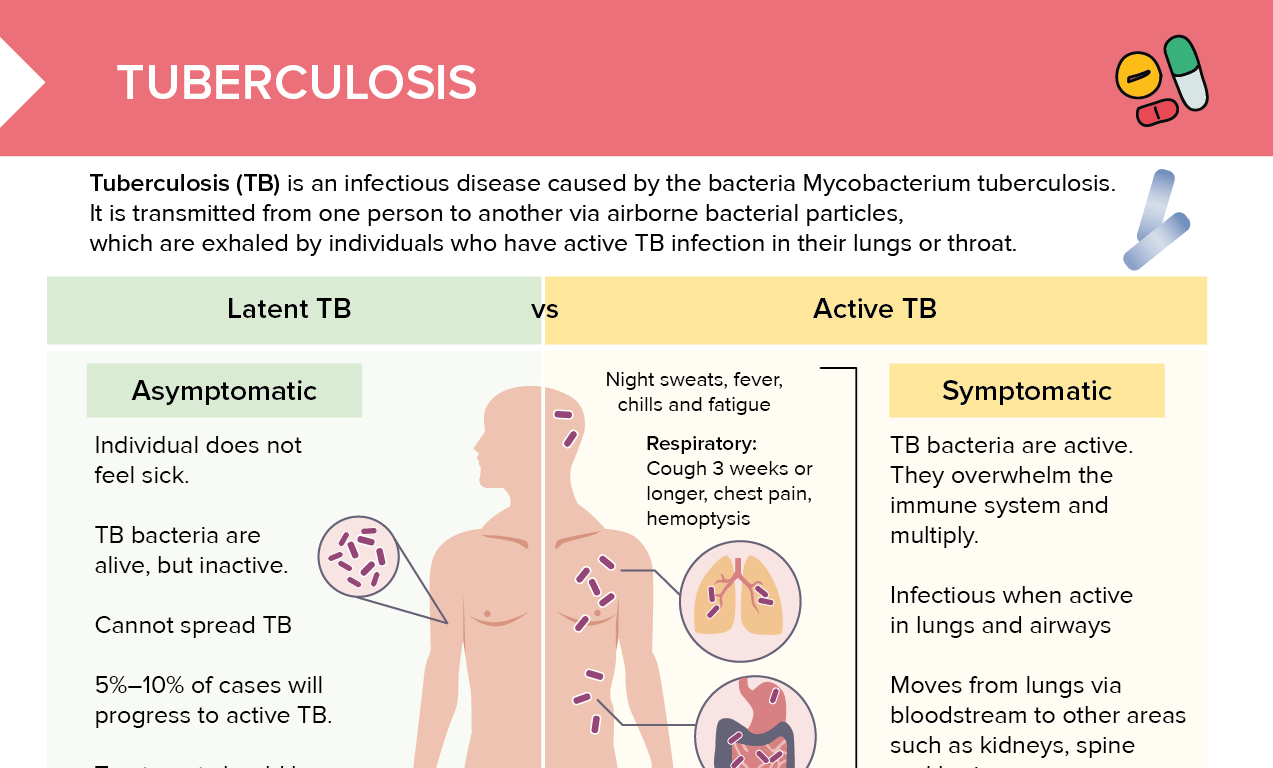 TUBERCULOSIS
Tuberculosis (TB) is an infectious disease caused by the bacteria Mycobacterium tuberculosis.
It is transmitted from one person to another via airborne bacterial particles,
which are exhaled by individuals who have active TB infection in their lungs or throat.
Latent TB vs Active TB
Asymptomatic
Individual does not
feel sick.
TB bacteria are
alive, but inactive.
Cannot spread TB
5%–10% of cases will
progress to active TB.
Night sweats, fever,
chills and fatigue
Respiratory:
Cough 3 weeks or
longer, chest pain,
hemoptysis
Symptomatic
TB bacteria are active.
They overwhelm the
immune system and
multiply.
Infectious when active
in lungs and airways
Moves from lungs via
bloodstream to other areas
such as kidneys, spine